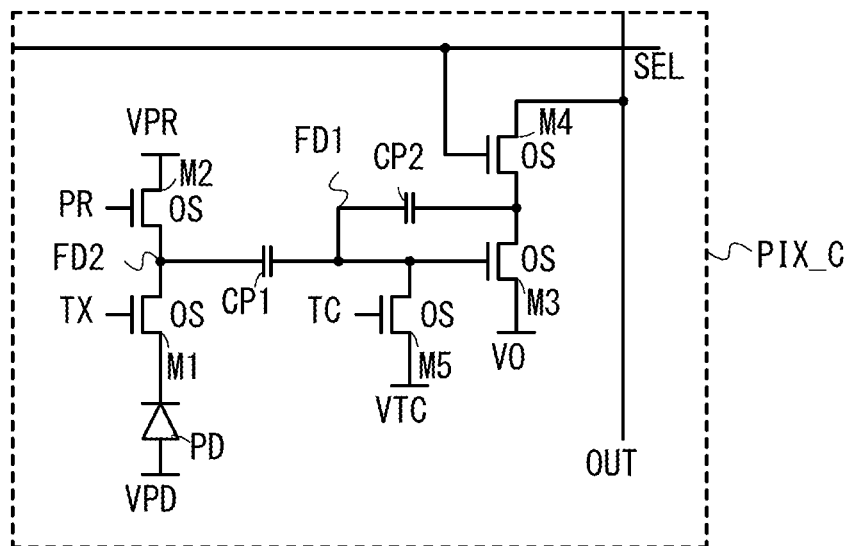 SEL
VPR
FD1
M4
CP2
OS
M2
PR
OS
FD2
OS
PIX_C
CP1
TX
OS
TC
OS
M3
M1
M5
VO
VTC
PD
OUT
VPD